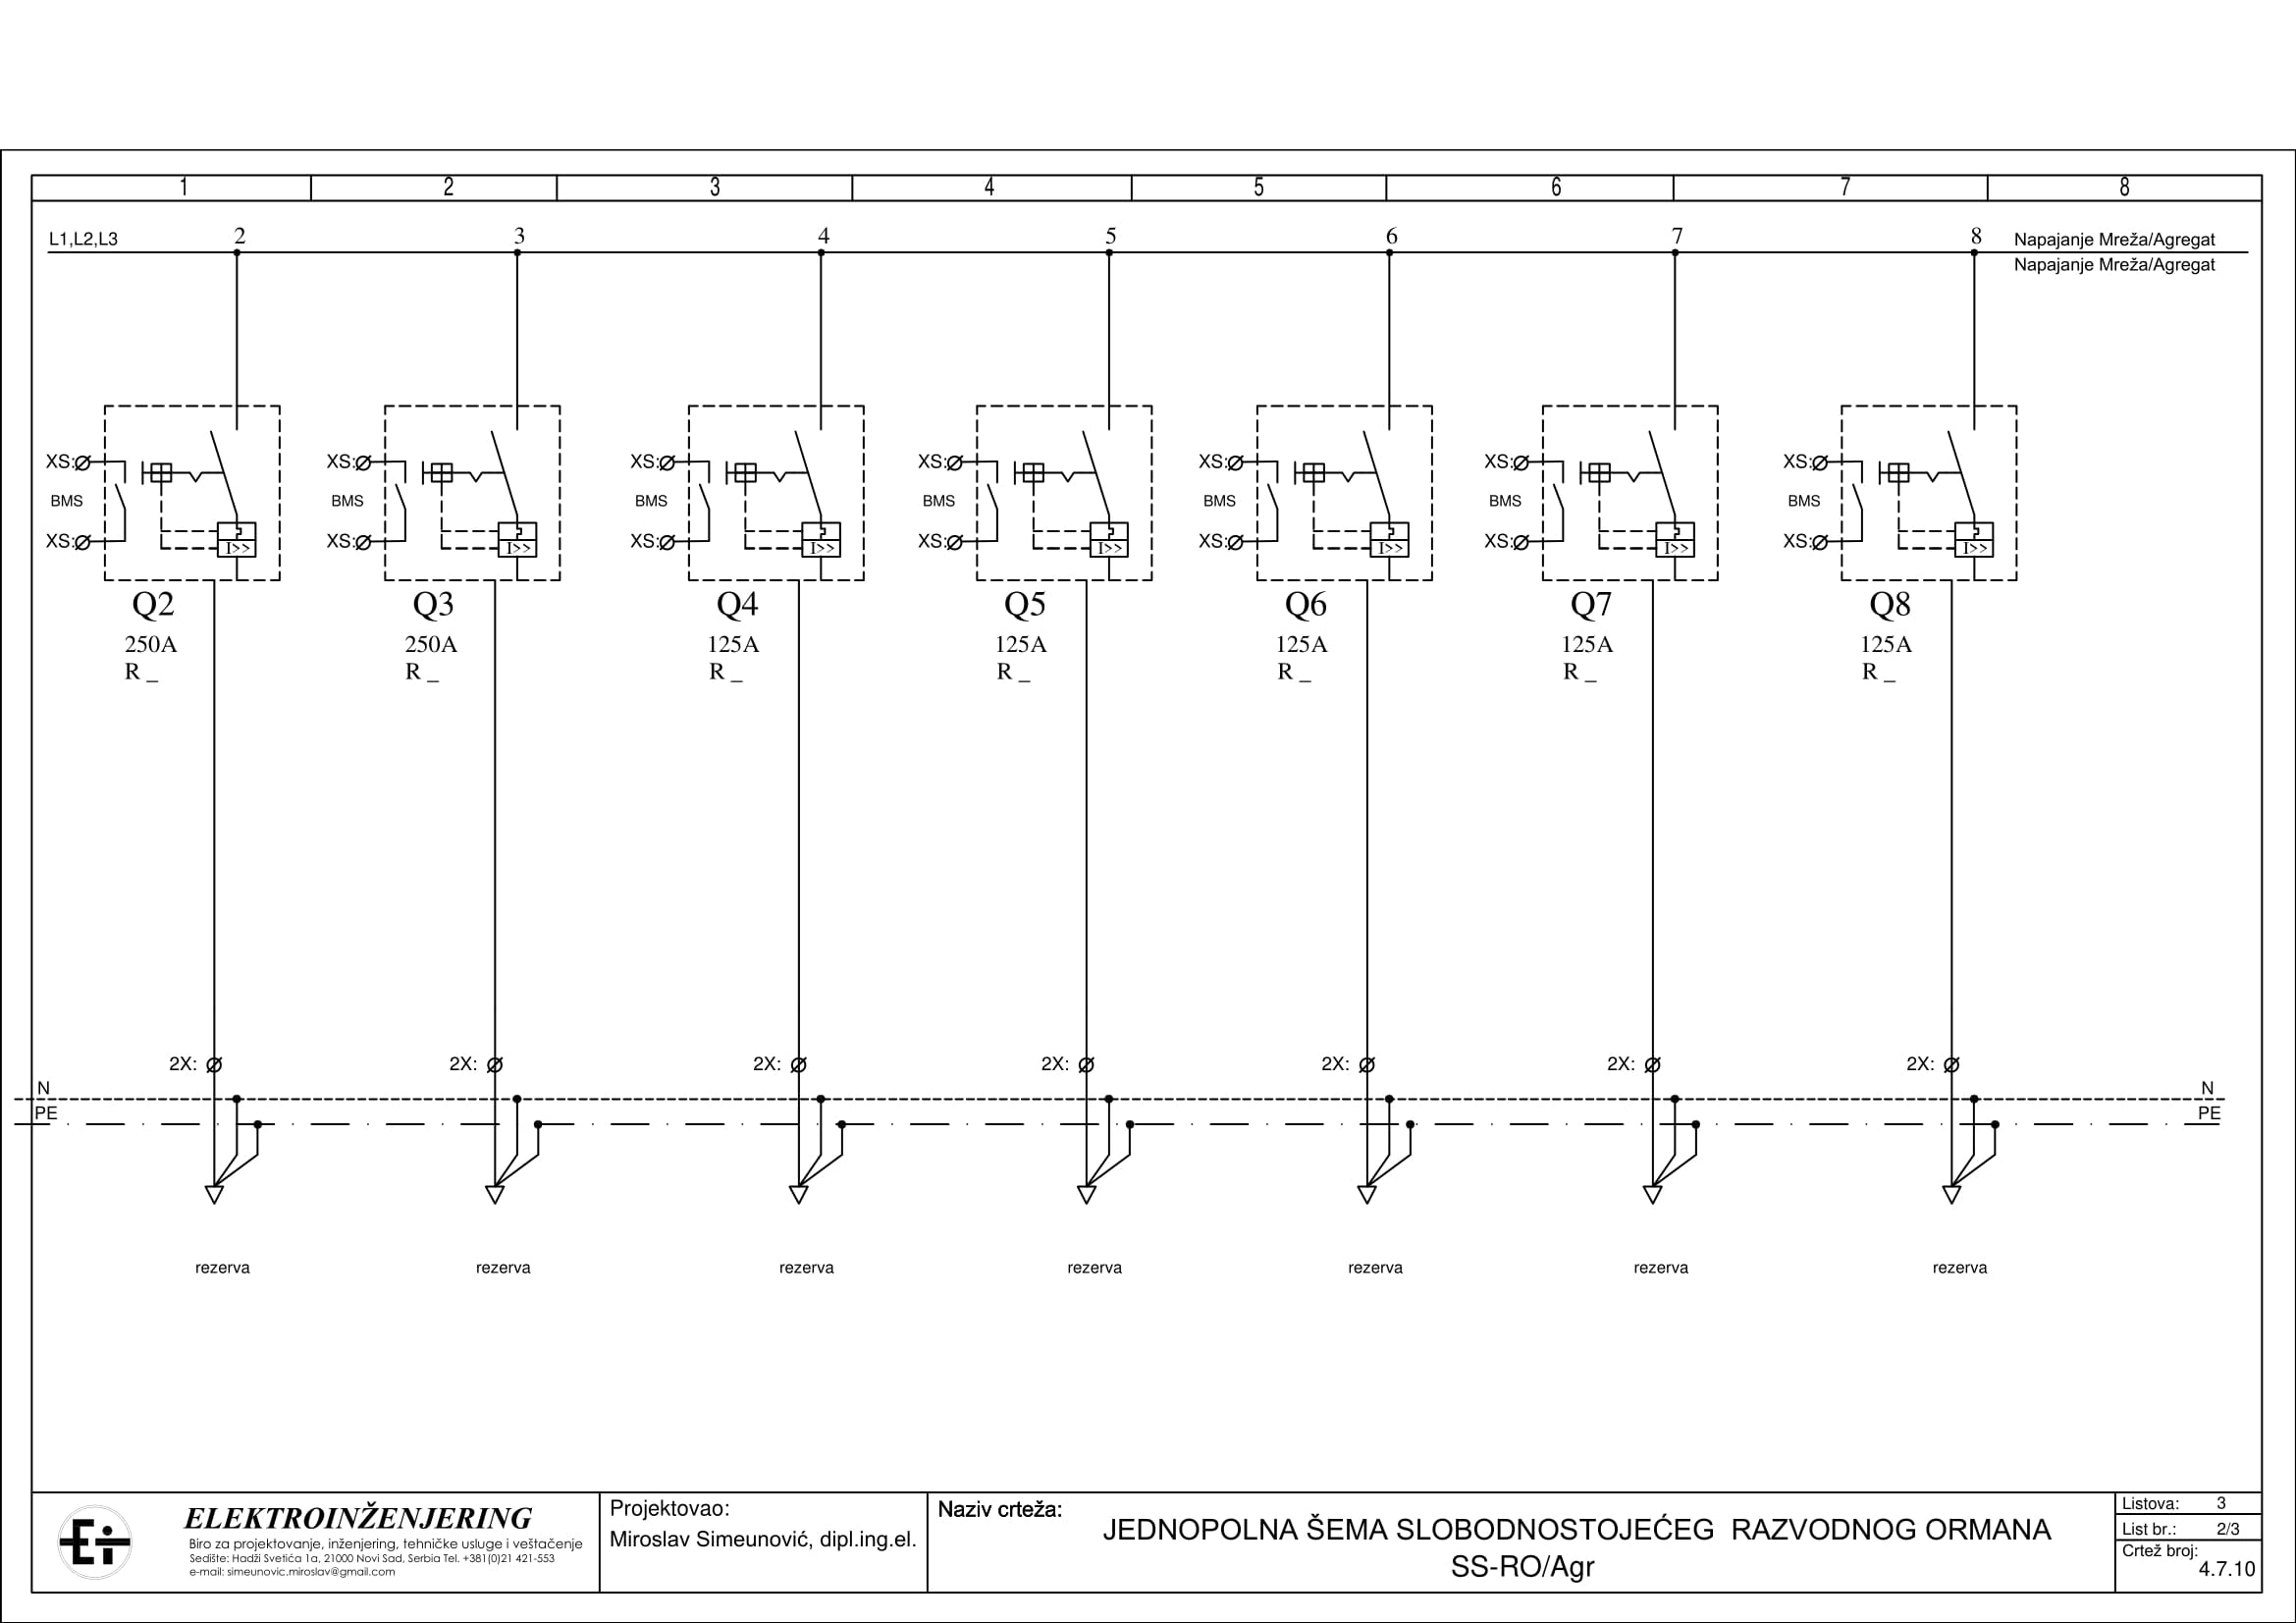 1 2 3 4 5 6 7 8
L1,L2,L3 2 3 4 5 6 7 8 Napajanje Mreža/Agregat
Napajanje Mreža/Agregat
XS: XS: XS: XS: XS: XS: XS:
BMS BMS BMS BMS BMS BMS BMS
XS: XS: XS: XS: XS: XS: XS:
I>> I>> I>> I>> I>> I>> I>>
Q2 Q3 Q4 Q5 Q6 Q7 Q8
250A 250A 125A 125A 125A 125A 125A
R _ R _ R _ R _ R _ R _ R _
2X: 2X: 2X: 2X: 2X: 2X: 2X:
N N
PE PE
rezerva rezerva rezerva rezerva rezerva rezerva rezerva
Ei
ELEKTROINŽENJERING
Biro za projektovanje, inženjering, tehničke usluge i veštačenje
Sedište: Hadži Svetića 1a, 21000 Novi Sad, Serbia Tel. +381(0)21 421-553
e-mail: simeunovic.miroslav@gmail.com
Projektovao:
Miroslav Simeunović, dipl.ing.el.
Naziv crteža:
JEDNOPOLNA ŠEMA SLOBODNOSTOJEĆEG RAZVODNOG ORMANA
SS-RO/Agr
Listova: 3
List br.: 2/3
Crtež broj:
4.7.10